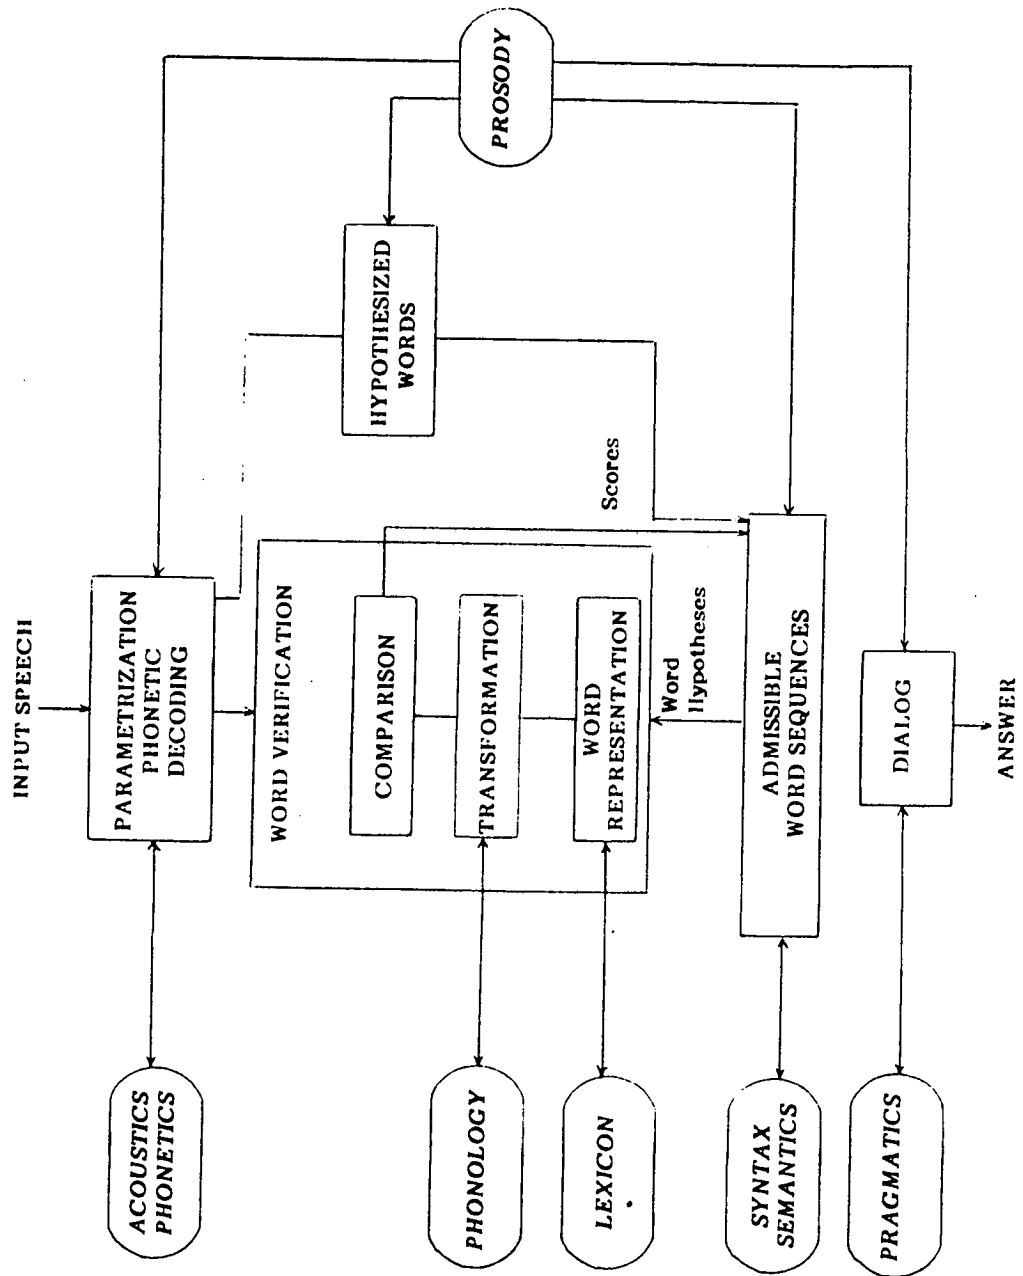 INPUT SPEECH
ACOUSTICS
PHONETICS
PARAMETRIZATION
PHONETIC
DECODING
WORD VERIFICATION
COMPARISON
PHONOLOGY
TRANSFORMATION
LEXICON
WORD
REPRESENTATION
HYPOTHESIZED
WORDS
PROSODY
Scores
Word
Hypotheses
SYNTAX
SEMANTICS
ADMISSIBLE
WORD SEQUENCES
PRAGMATICS
DIALOG
ANSWER